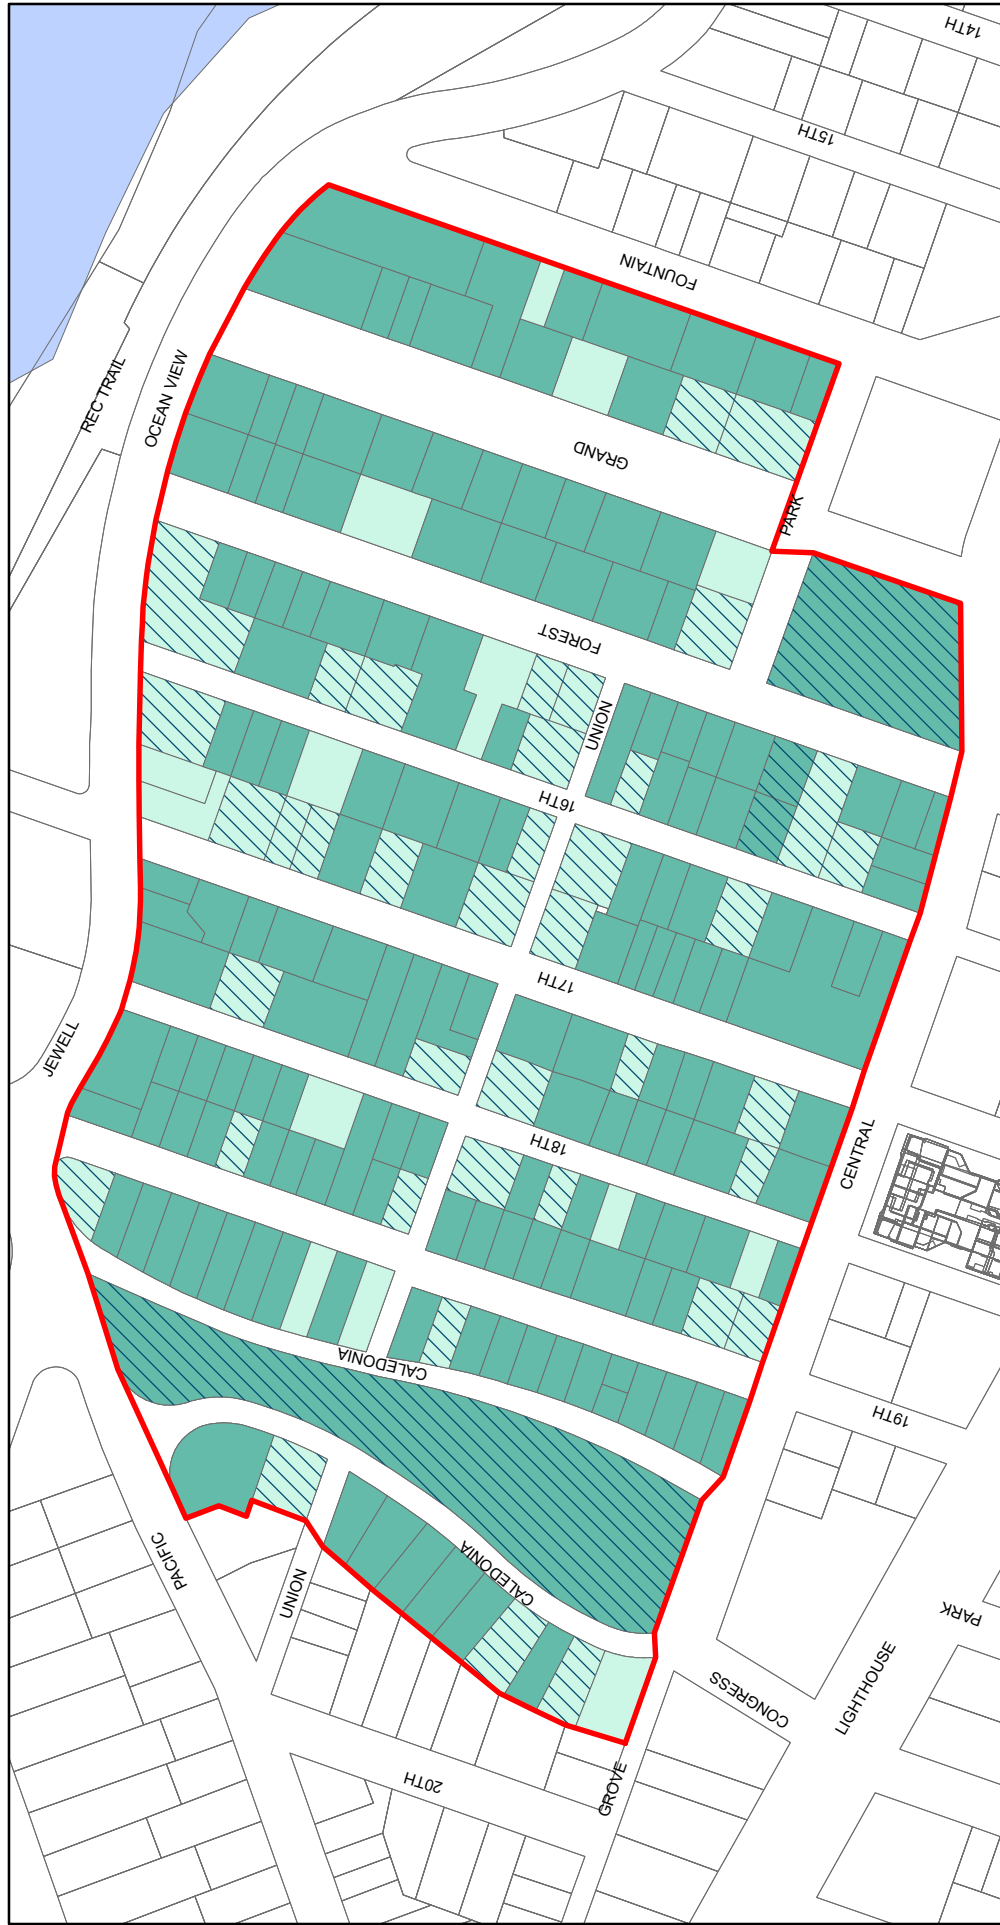 14TH
15TH
FOUNTAIN
REC TRAIL
OCEAN VIEW
GRAND
PARK
FOREST
UNION
16TH
17TH
JEWELL
18TH
CENTRAL
CALEDONIA
19TH
PACIFIC
CALEDONIA
UNION
PARK
CONGRESS
LIGHTHOUSE
20TH
GROVE